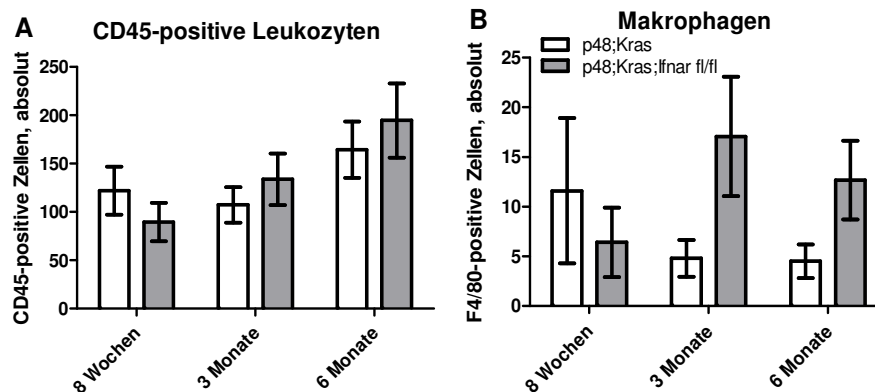 A
CD45-positive Leukozyten
CD45-positive Zellen, absolut
250
200
150
100
50
0
8 Wochen
3 Monate
6 Monate
B
Makrophagen
p48;Kras
p48;Kras;Ifnar fl/fl
F4/80-positive Zellen, absolut
25
20
15
10
5
0
8 Wochen
3 Monate
6 Monate